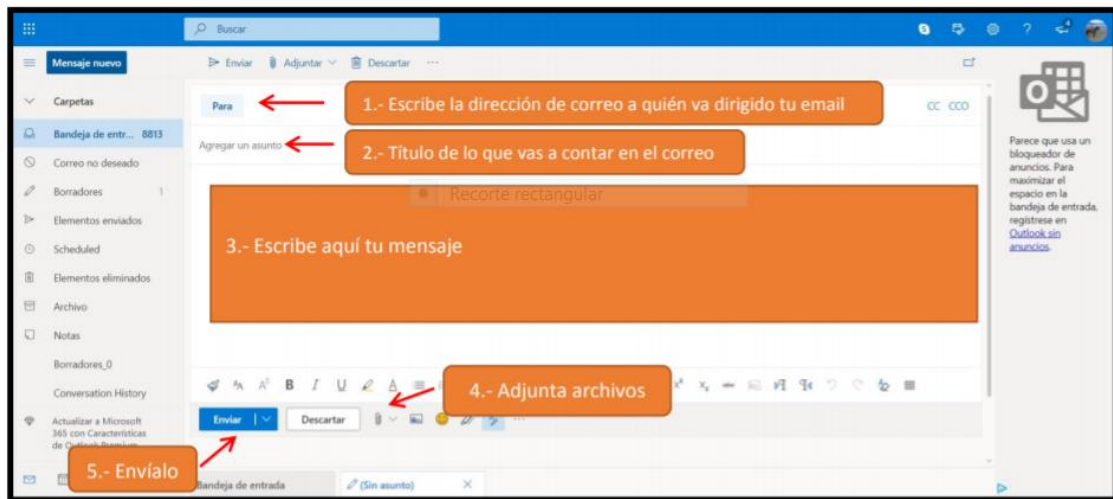 Buscar
Mensaje nuevo
Enviar
Adjuntar
Descartar
Carpetas
Para
1.- Escribe la dirección de correo a quién va dirigido tu email
CC CCO
Bandeja de entr... 8813
Agregar un asunto
2.- Título de lo que vas a contar en el correo
Correo no deseado
Borradores 1
Recorte rectangular
Elementos enviados
3.- Escribe aquí tu mensaje
Scheduled
Elementos eliminados
Archivo
Notas
Borradores_0
Conversation History
4.- Adjunta archivos
Actualizar a Microsoft
365 con Características
de Outlook Premium
Enviar
Descartar
5.- Envíalo
Bandeja de entrada
(Sin asunto)
Parece que usa un
bloqueador de
anuncios. Para
maximizar el
espacio en la
bandeja de entrada,
regístrese en
Outlook sin
anuncios.